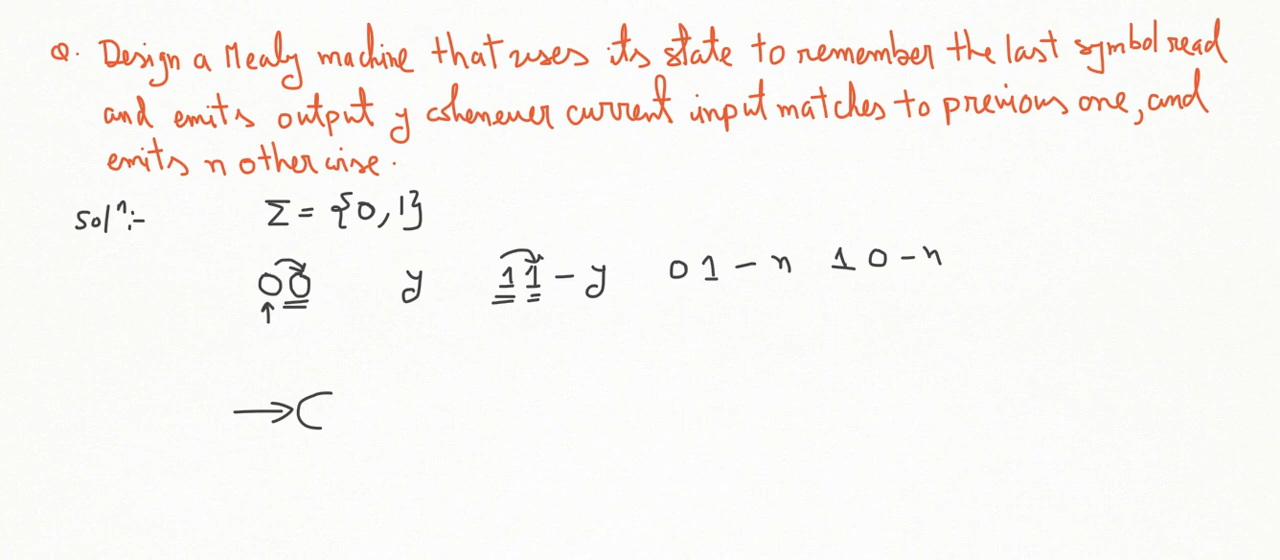 Q. Design a Mealy machine that uses its state to remember the last symbol read
and emits output y whenever current input matches to previous one, and
emits n otherwise.
Solⁿ:- Σ = {0, 1}
00 y 11 - y 01 - n 10 - n